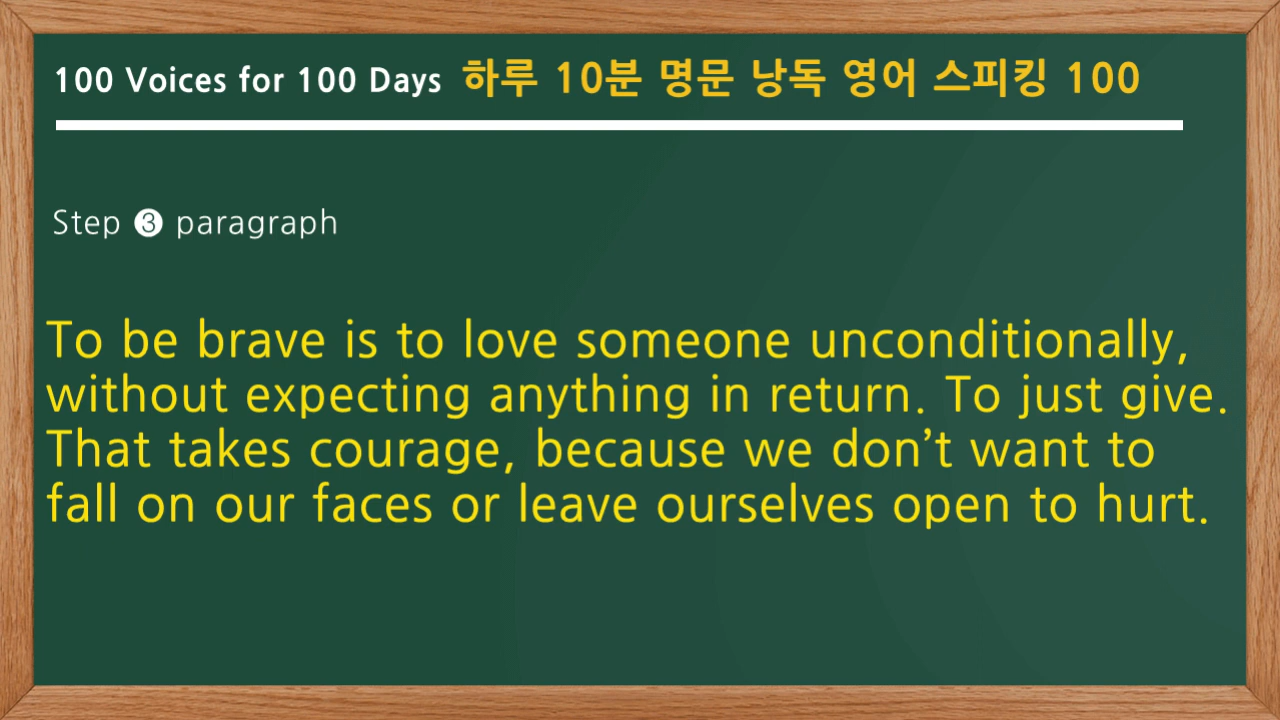 100 Voices for 100 Days 하루 10분 명문 낭독 영어 스피킹 100
Step ❸ paragraph
To be brave is to love someone unconditionally,
without expecting anything in return. To just give.
That takes courage, because we don’t want to
fall on our faces or leave ourselves open to hurt.